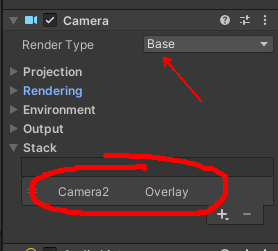 Camera
Render Type Base
Projection
Rendering
Environment
Output
Stack
Camera2 Overlay